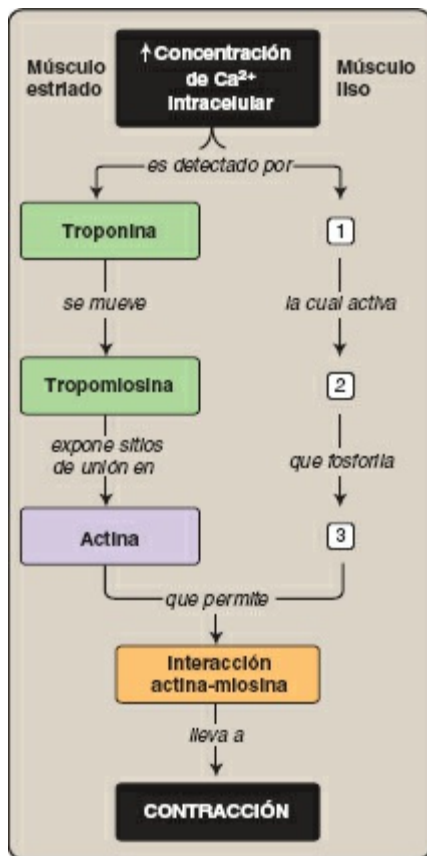 Músculo
estriado
↑ Concentración
de Ca²⁺
intracelular
Músculo
liso
es detectado por
Troponina
1
se mueve
la cual activa
Tropomiosina
2
expone sitios
de unión en
que fosforila
Actina
3
que permite
Interacción
actina-miosina
lleva a
CONTRACCIÓN